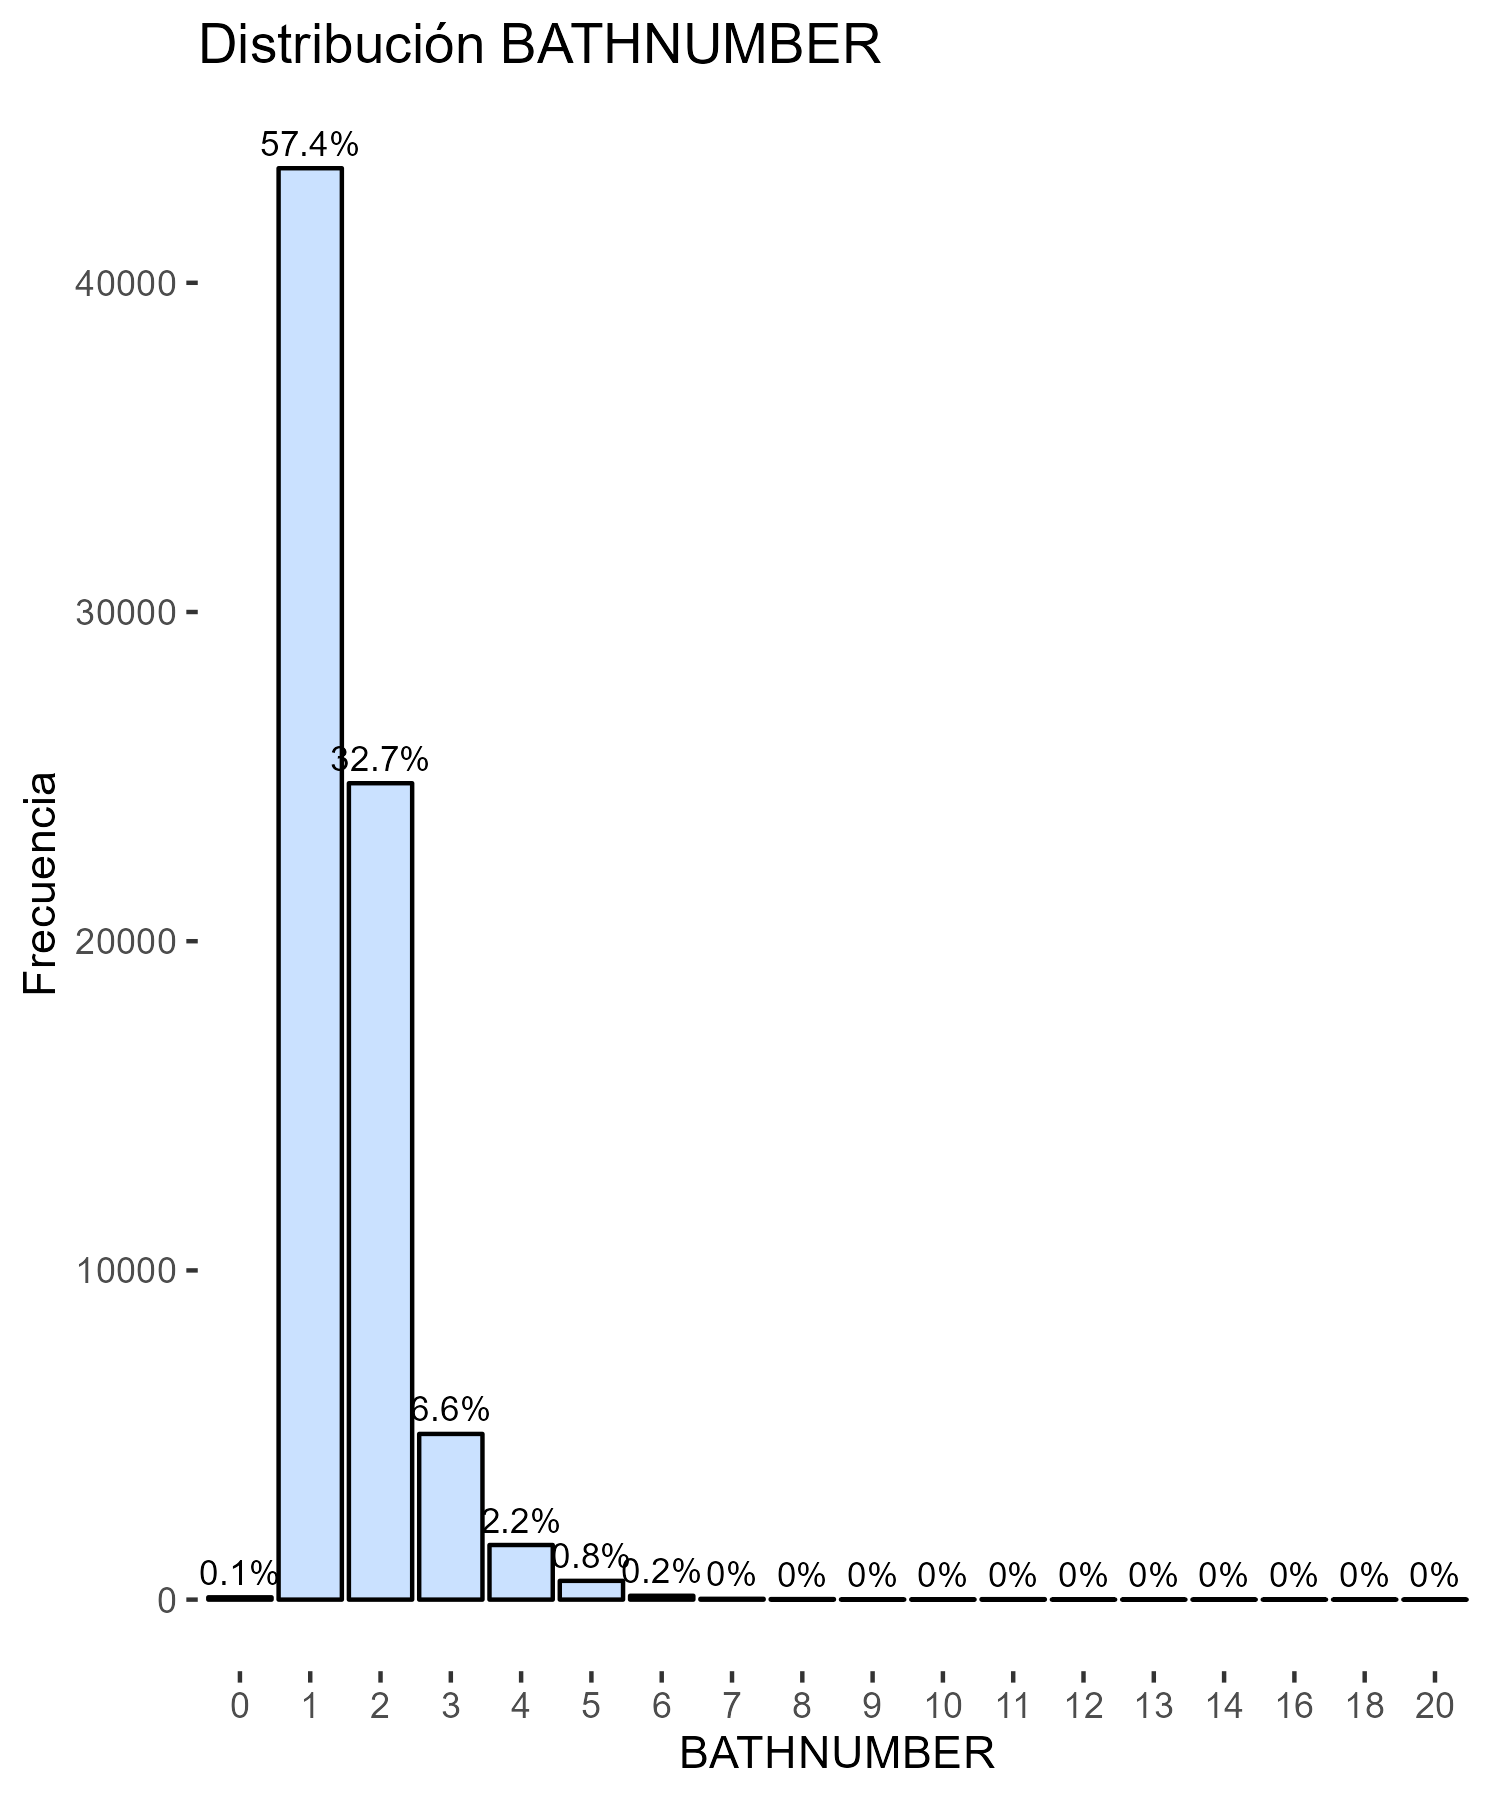 Distribución BATHNUMBER
57.4%
40000
30000
32.7%
Frecuencia
20000
10000
6.6%
2.2%
0.8%
0.2%
0.1%
0% 0% 0% 0% 0% 0% 0% 0% 0% 0% 0%
0
0 1 2 3 4 5 6 7 8 9 10 11 12 13 14 16 18 20
BATHNUMBER